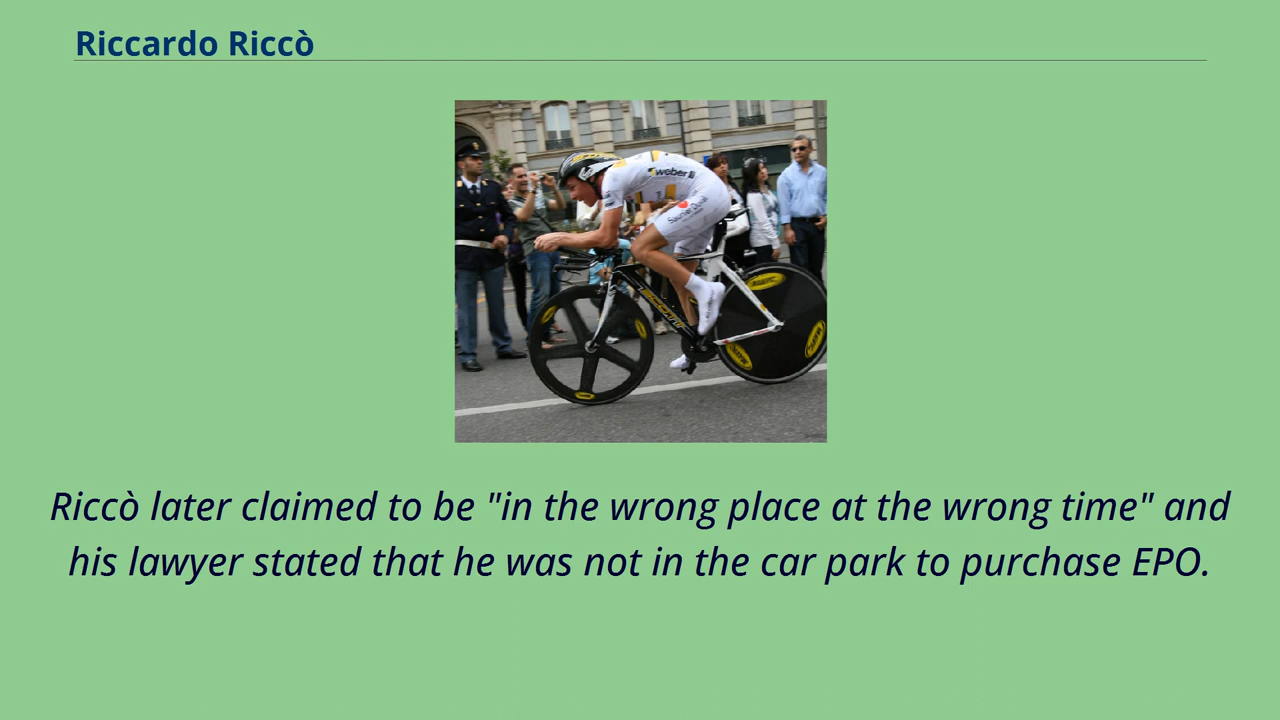 Riccardo Riccò
weber
Riccò later claimed to be "in the wrong place at the wrong time" and
his lawyer stated that he was not in the car park to purchase EPO.